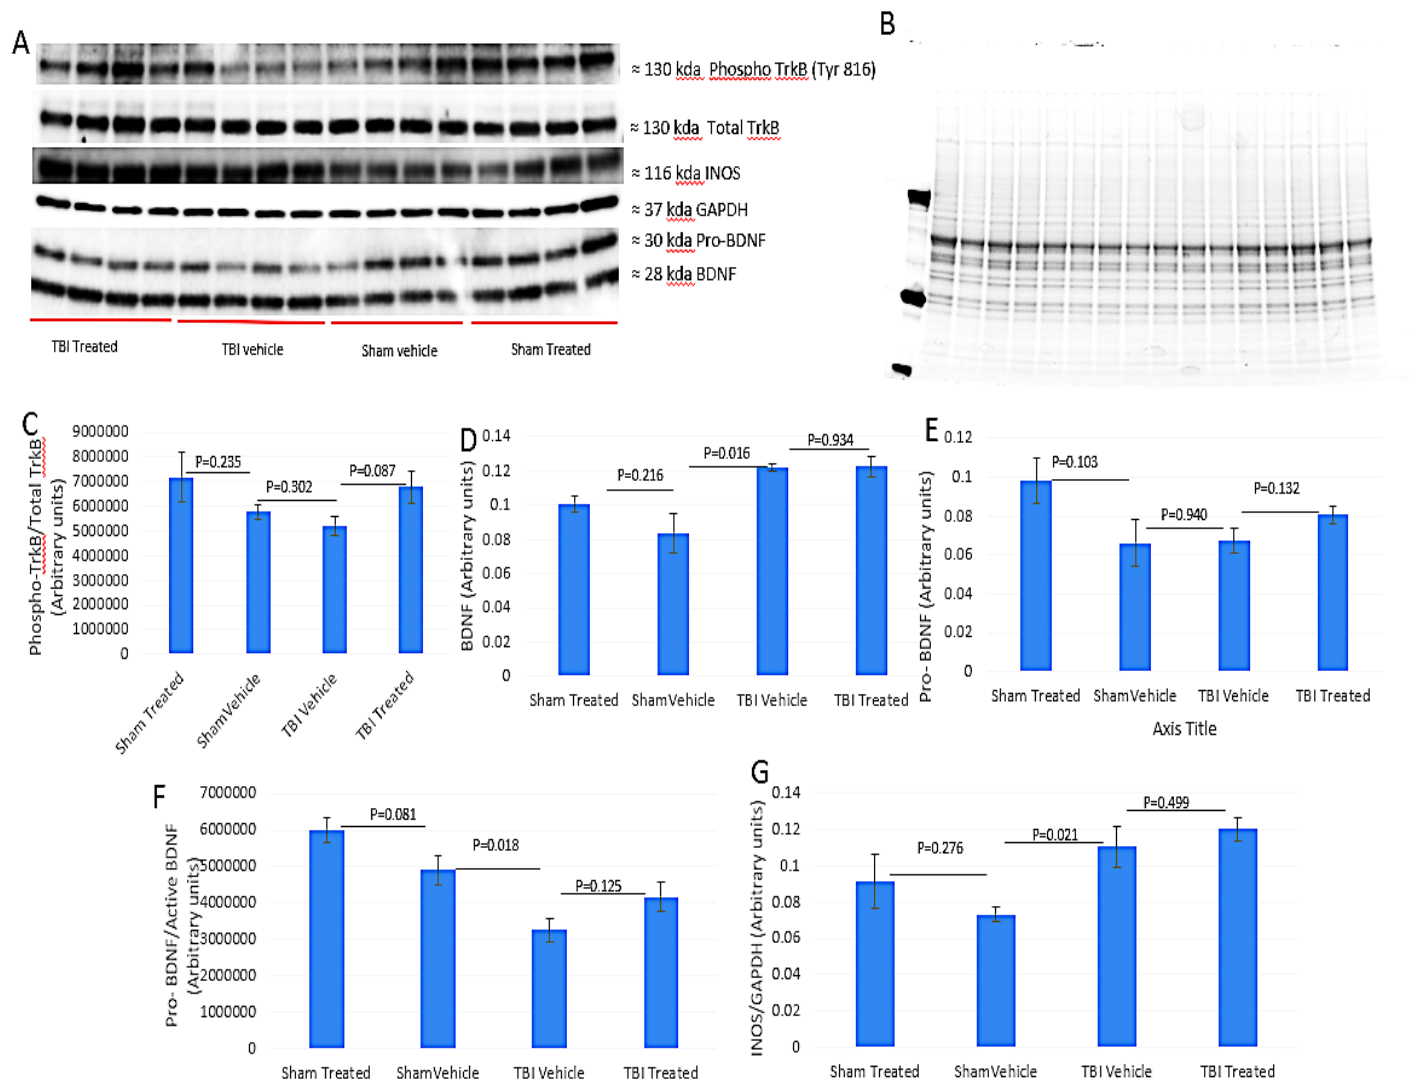 A
B
≈ 130 kda Phospho TrkB (Tyr 816)
≈ 130 kda Total TrkB
≈ 116 kda INOS
≈ 37 kda GAPDH
≈ 30 kda Pro-BDNF
≈ 28 kda BDNF
TBI Treated
TBI vehicle
Sham vehicle
Sham Treated
C
Phospho-TrkB/Total TrkB
(Arbitrary units)
9000000
8000000
7000000
6000000
5000000
4000000
3000000
2000000
1000000
0
P=0.235
P=0.302
P=0.087
Sham Treated
ShamVehicle
TBI Vehicle
TBI Treated
D
BDNF (Arbitrary units)
0.14
0.12
0.1
0.08
0.06
0.04
0.02
0
P=0.216
P=0.016
P=0.934
Sham Treated
ShamVehicle
TBI Vehicle
TBI Treated
E
Pro- BDNF (Arbitrary units)
0.12
0.1
0.08
0.06
0.04
0.02
0
P=0.103
P=0.940
P=0.132
Sham Treated
ShamVehicle
TBI Vehicle
TBI Treated
Axis Title
F
Pro- BDNF/Active BDNF
(Arbitrary units)
7000000
6000000
5000000
4000000
3000000
2000000
1000000
0
P=0.081
P=0.018
P=0.125
Sham Treated
ShamVehicle
TBI Vehicle
TBI Treated
G
INOS/GAPDH (Arbitrary units)
0.14
0.12
0.1
0.08
0.06
0.04
0.02
0
P=0.276
P=0.021
P=0.499
Sham Treated
ShamVehicle
TBI Vehicle
TBI Treated